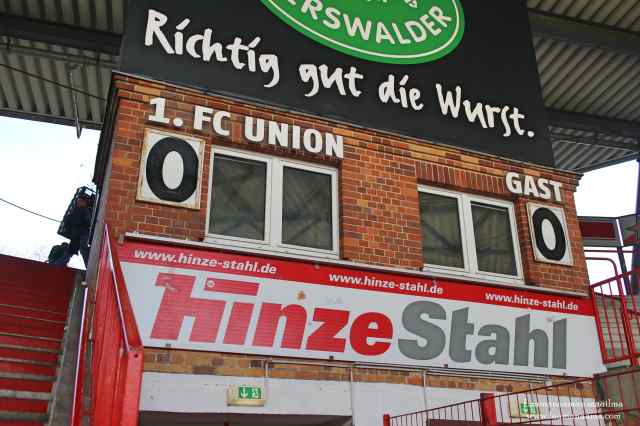 ERSWALDER
Richtig gut die Wurst.
1. FC UNION
GAST
0
0
www.hinze-stahl.de
www.hinze-stahl.de
www.hinze-stahl.de
HinzeStahl